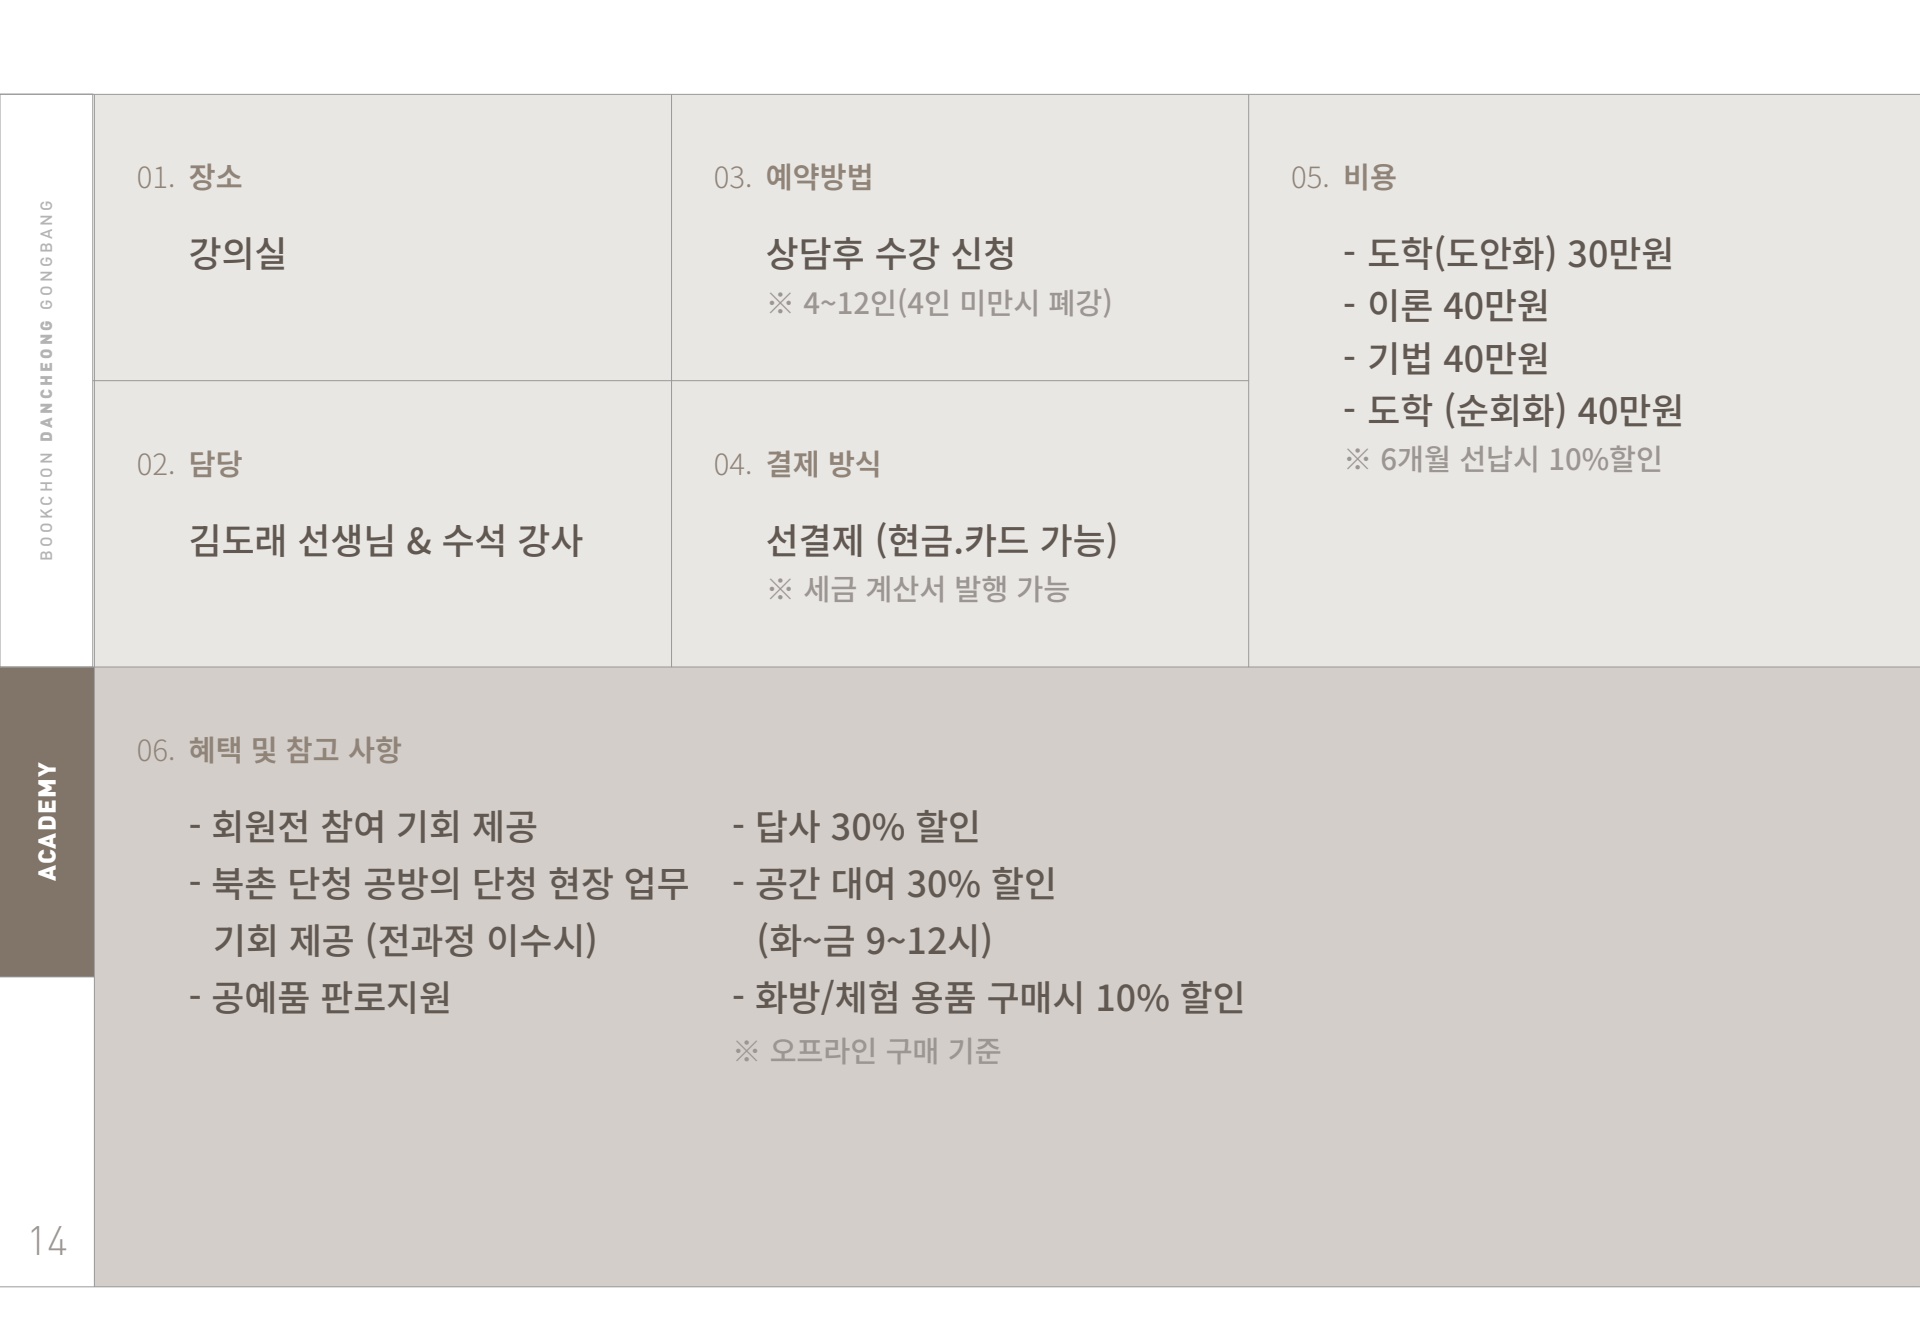 BOOKCHON DANCHEONG GONGBANG
01. 장소
강의실
02. 담당
김도래 선생님 & 수석 강사
03. 예약방법
상담후 수강 신청
※ 4~12인(4인 미만시 폐강)
04. 결제 방식
선결제 (현금.카드 가능)
※ 세금 계산서 발행 가능
05. 비용
- 도학(도안화) 30만원
- 이론 40만원
- 기법 40만원
- 도학 (순회화) 40만원
※ 6개월 선납시 10%할인
ACADEMY
06. 혜택 및 참고 사항
- 회원전 참여 기회 제공
- 북촌 단청 공방의 단청 현장 업무
기회 제공 (전과정 이수시)
- 공예품 판로지원
- 답사 30% 할인
- 공간 대여 30% 할인
(화~금 9~12시)
- 화방/체험 용품 구매시 10% 할인
※ 오프라인 구매 기준
14